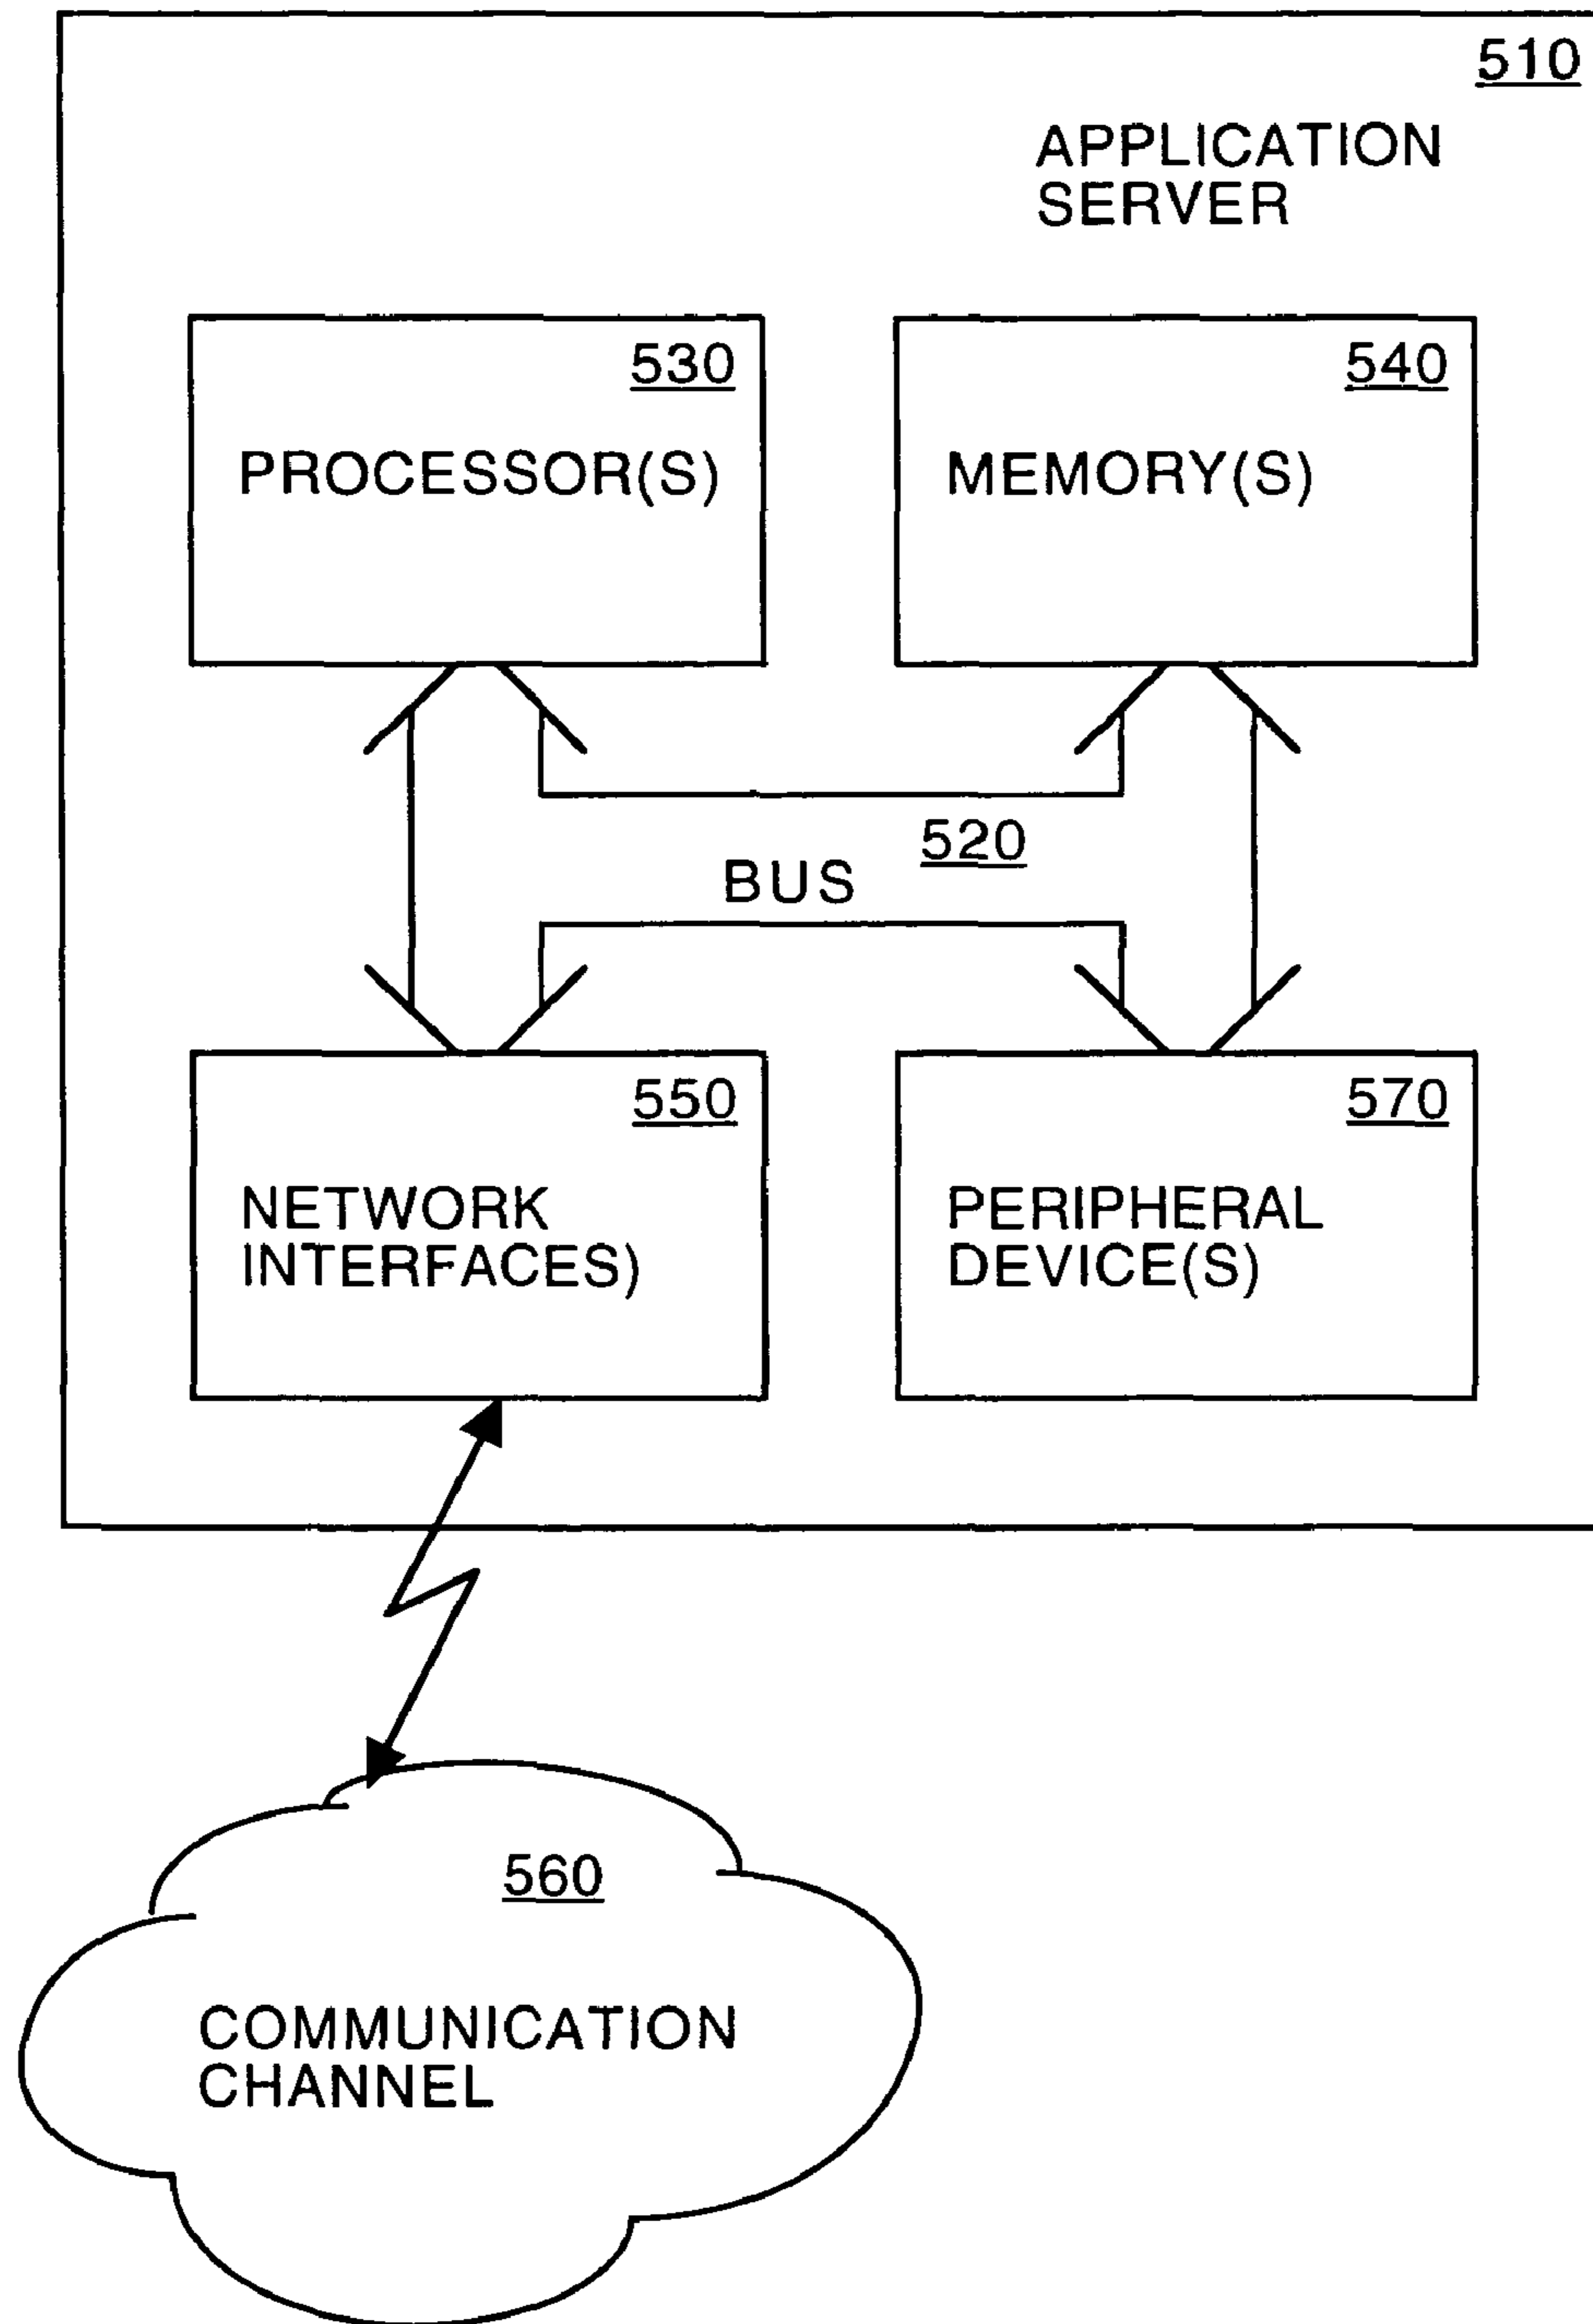 510
APPLICATION
SERVER
530
PROCESSOR(S)
540
MEMORY(S)
520
BUS
550
NETWORK
INTERFACES)
570
PERIPHERAL
DEVICE(S)
560
COMMUNICATION
CHANNEL